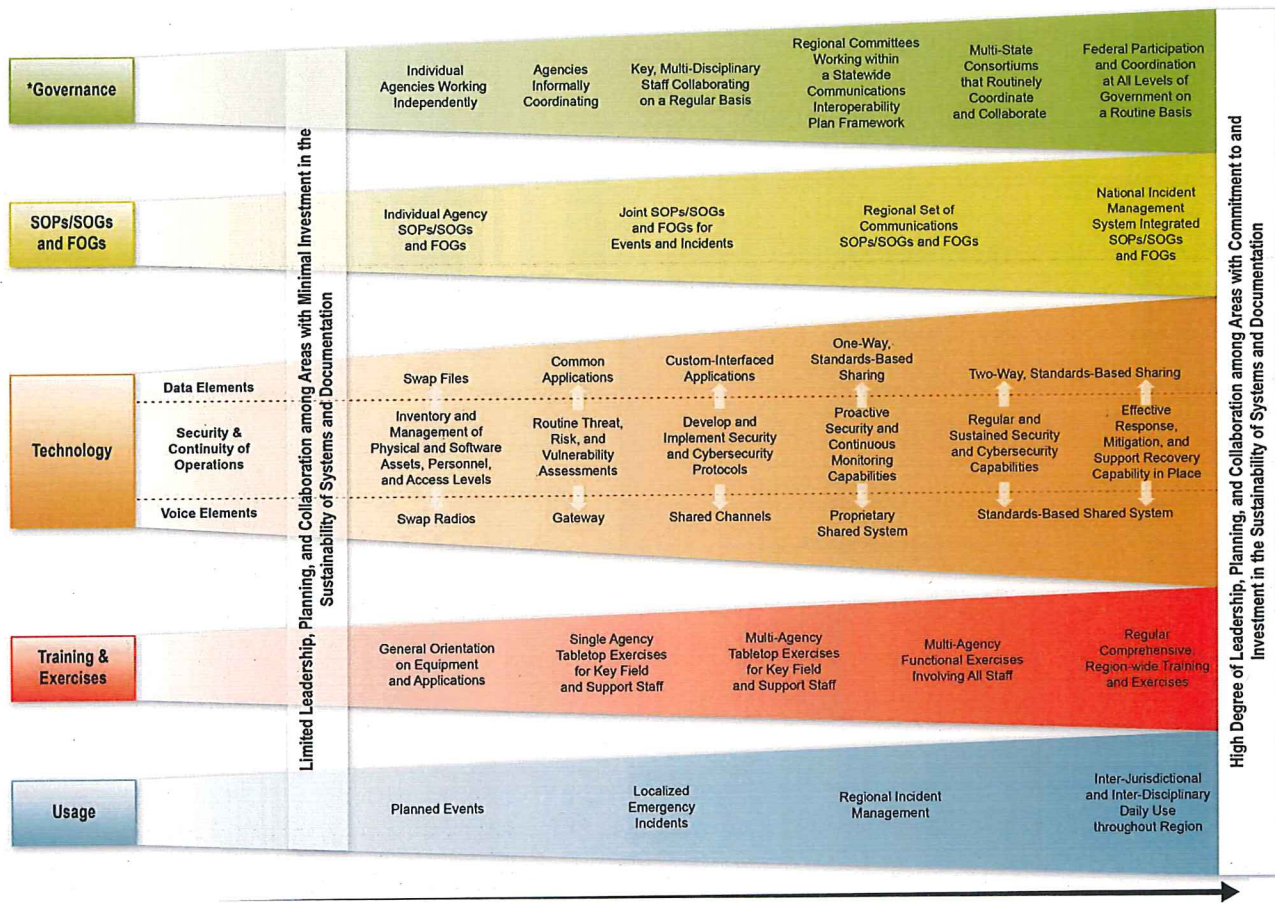 *Governance
Individual
Agencies Working
Independently
Agencies
Informally
Coordinating
Key, Multi-Disciplinary
Staff Collaborating
on a Regular Basis
Regional Committees
Working within
a Statewide
Communications
Interoperability
Plan Framework
Multi-State
Consortiums
that Routinely
Coordinate
and Collaborate
Federal Participation
and Coordination
at All Levels of
Government on
a Routine Basis
SOPs/SOGs
and FOGs
Individual Agency
SOPs/SOGs
and FOGs
Joint SOPs/SOGs
and FOGs for
Events and Incidents
Regional Set of
Communications
SOPs/SOGs and FOGs
National Incident
Management
System Integrated
SOPs/SOGs
and FOGs
Technology
Data Elements
Swap Files
Common
Applications
Custom-Interfaced
Applications
One-Way,
Standards-Based
Sharing
Two-Way, Standards-Based Sharing
Security &
Continuity of
Operations
Inventory and
Management of
Physical and Software
Assets, Personnel,
and Access Levels
Routine Threat,
Risk, and
Vulnerability
Assessments
Develop and
Implement Security
and Cybersecurity
Protocols
Proactive
Security and
Continuous
Monitoring
Capabilities
Regular and
Sustained Security
and Cybersecurity
Capabilities
Effective
Response,
Mitigation, and
Support Recovery
Capability in Place
Voice Elements
Swap Radios
Gateway
Shared Channels
Proprietary
Shared System
Standards-Based Shared System
Training &
Exercises
General Orientation
on Equipment
and Applications
Single Agency
Tabletop Exercises
for Key Field
and Support Staff
Multi-Agency
Tabletop Exercises
for Key Field
and Support Staff
Multi-Agency
Functional Exercises
Involving All Staff
Regular
Comprehensive,
Region-wide Training
and Exercises
Usage
Planned Events
Localized
Emergency
Incidents
Regional Incident
Management
Inter-Jurisdictional
and Inter-Disciplinary
Daily Use
throughout Region
Limited Leadership, Planning, and Collaboration among Areas with Minimal Investment in the
Sustainability of Systems and Documentation
High Degree of Leadership, Planning, and Collaboration among Areas with Commitment to and
Investment in the Sustainability of Systems and Documentation